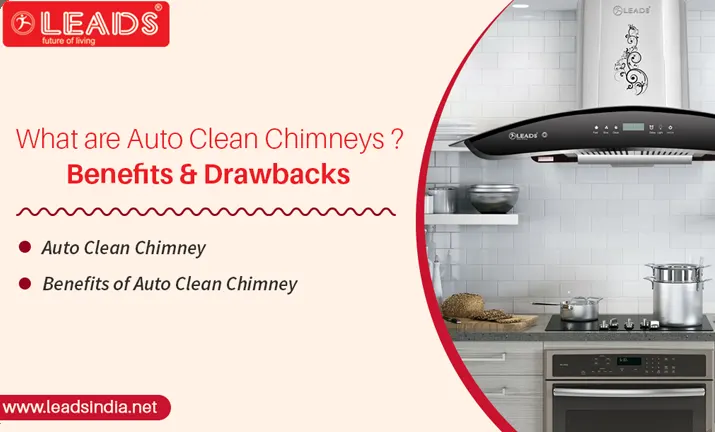 LEADS®
future of living
What are Auto Clean Chimneys ?
Benefits & Drawbacks
Auto Clean Chimney
Benefits of Auto Clean Chimney
www.leadsindia.net
LEADS
LEADS